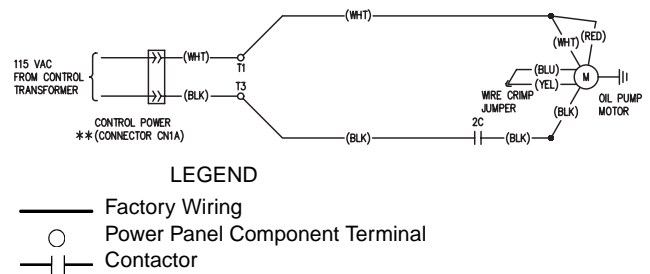 (WHT)
(WHT)
(RED)
115 VAC
FROM CONTROL
TRANSFORMER
(WHT)
T1
(BLU)
(YEL)
M
WIRE CRIMP
JUMPER
OIL PUMP
MOTOR
(BLK)
T3
(BLK)
CONTROL POWER
**(CONNECTOR CN1A)
2C
(BLK)
(BLK)
LEGEND
Factory Wiring
Power Panel Component Terminal
Contactor